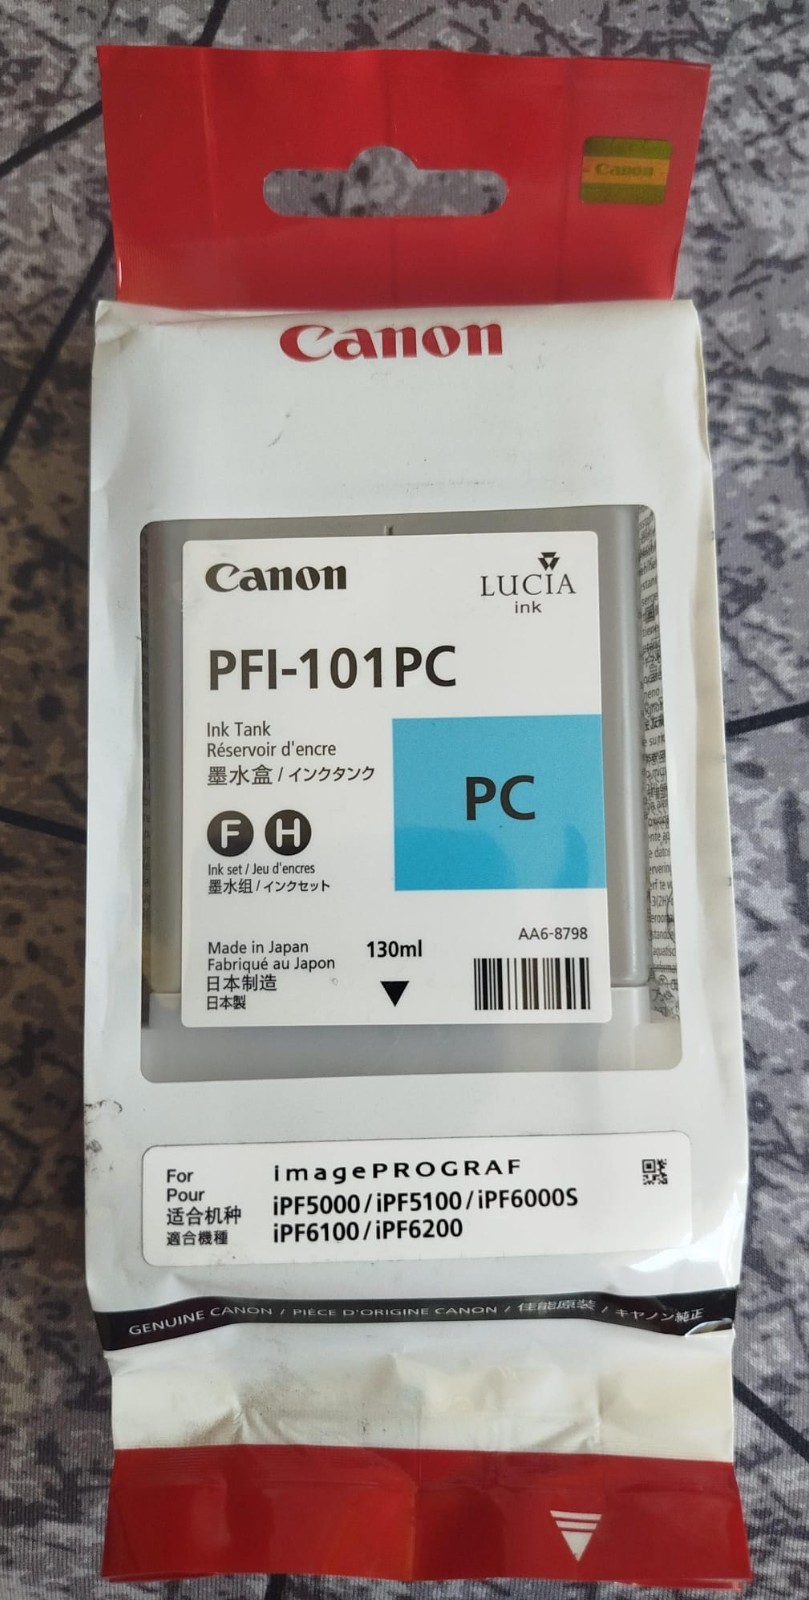 Canon
Canon
Canon
LUCIA
ink
PFI-101PC
Ink Tank
Réservoir d'encre
墨水盒 / インクタンク
PC
F H
Ink set / Jeu d'encres
墨水组 / インクセット
Made in Japan
Fabriqué au Japon
日本制造
日本製
130ml
AA6-8798
For
Pour
适合机种
適合機種
imagePROGRAF
iPF5000 / iPF5100 / iPF6000S
iPF6100 / iPF6200
GENUINE CANON / PIÈCE D'ORIGINE CANON / 佳能原装 / キヤノン純正